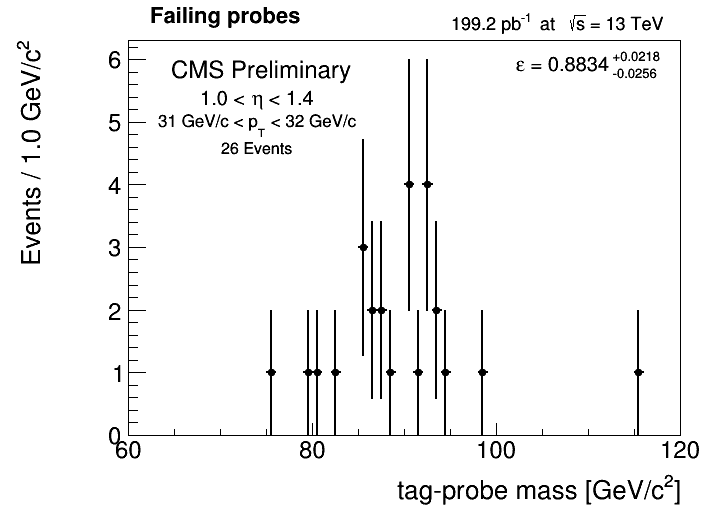 Failing probes
199.2 pb⁻¹ at √s = 13 TeV
CMS Preliminary
1.0 < η < 1.4
31 GeV/c < p_T < 32 GeV/c
26 Events
ε = 0.8834 +0.0218 -0.0256
Events / 1.0 GeV/c²
6
5
4
3
2
1
0
60 80 100 120
tag-probe mass [GeV/c²]